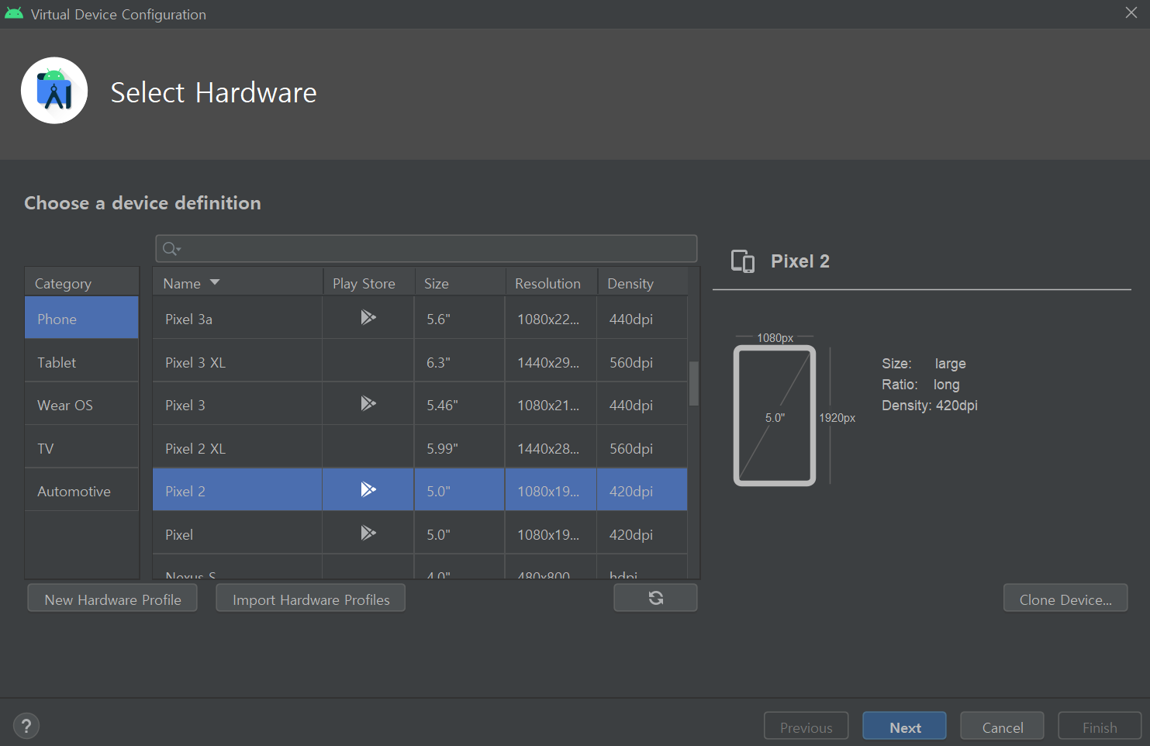 Virtual Device Configuration
Select Hardware
Choose a device definition
Category
Phone
Tablet
Wear OS
TV
Automotive
Name Play Store Size Resolution Density
Pixel 3a 5.6" 1080x22... 440dpi
Pixel 3 XL 6.3" 1440x29... 560dpi
Pixel 3 5.46" 1080x21... 440dpi
Pixel 2 XL 5.99" 1440x28... 560dpi
Pixel 2 5.0" 1080x19... 420dpi
Pixel 5.0" 1080x19... 420dpi
Nexus S 4.0" 480x800 hdpi
New Hardware Profile Import Hardware Profiles
Pixel 2
1080px
5.0"
1920px
Size: large
Ratio: long
Density: 420dpi
Clone Device...
? Previous Next Cancel Finish